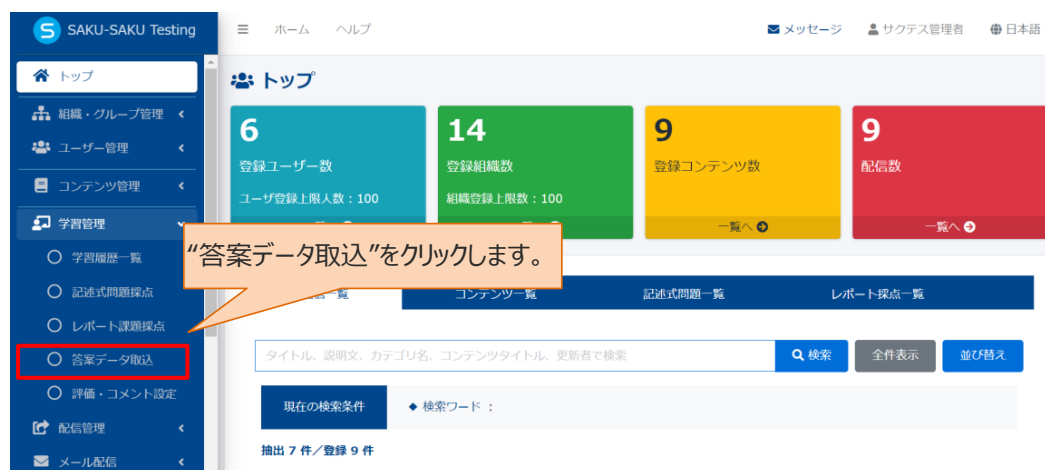 SAKU-SAKU Testing
ホーム ヘルプ
メッセージ サクテス管理者 日本語
トップ
組織・グループ管理
ユーザー管理
コンテンツ管理
学習管理
学習履歴一覧
記述式問題採点
レポート課題採点
答案データ取込
評価・コメント設定
配信管理
メール配信
トップ
6
登録ユーザー数
ユーザ登録上限人数:100
14
登録組織数
組織登録上限数:100
9
登録コンテンツ数
一覧へ
9
配信数
一覧へ
“答案データ取込”をクリックします。
コンテンツ一覧 記述式問題一覧 レポート採点一覧
タイトル、説明文、カテゴリ名、コンテンツタイトル、更新者で検索
検索 全件表示 並び替え
現在の検索条件 ◆ 検索ワード :
抽出 7 件/登録 9 件